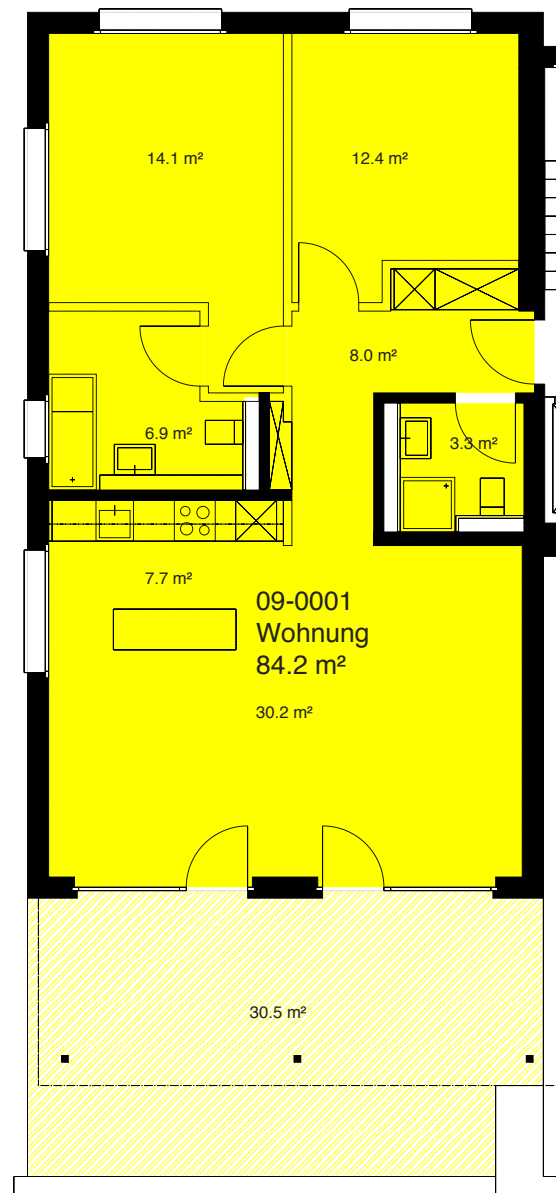 14.1 m²
12.4 m²
8.0 m²
6.9 m²
3.3 m²
7.7 m²
09-0001
Wohnung
84.2 m²
30.2 m²
30.5 m²